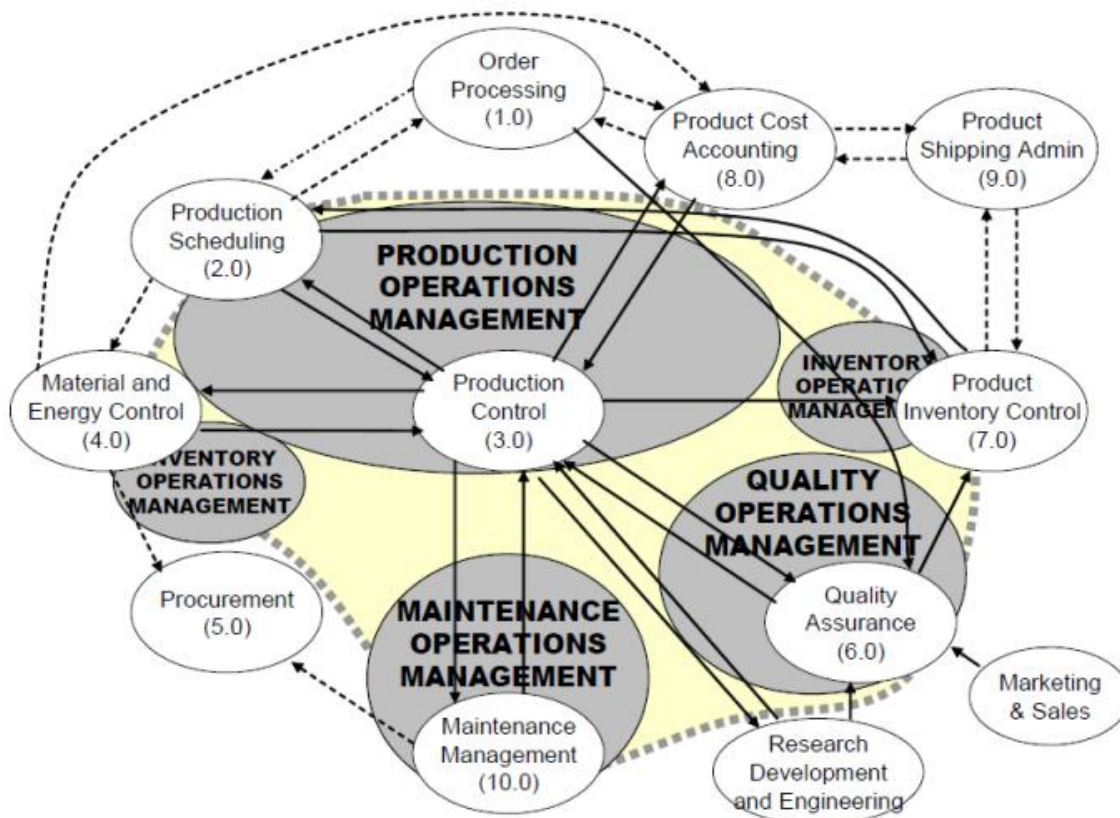 Order
Processing
(1.0)
Product Cost
Accounting
(8.0)
Product
Shipping Admin
(9.0)
Production
Scheduling
(2.0)
PRODUCTION
OPERATIONS
MANAGEMENT
Material and
Energy Control
(4.0)
Production
Control
(3.0)
INVENTORY
MANAGEM
Product
Inventory Control
(7.0)
INVENTORY
OPERATIONS
MANAGEMENT
QUALITY
OPERATIONS
MANAGEMENT
Procurement
(5.0)
MAINTENANCE
OPERATIONS
MANAGEMENT
Quality
Assurance
(6.0)
Marketing
& Sales
Maintenance
Management
(10.0)
Research
Development
and Engineering